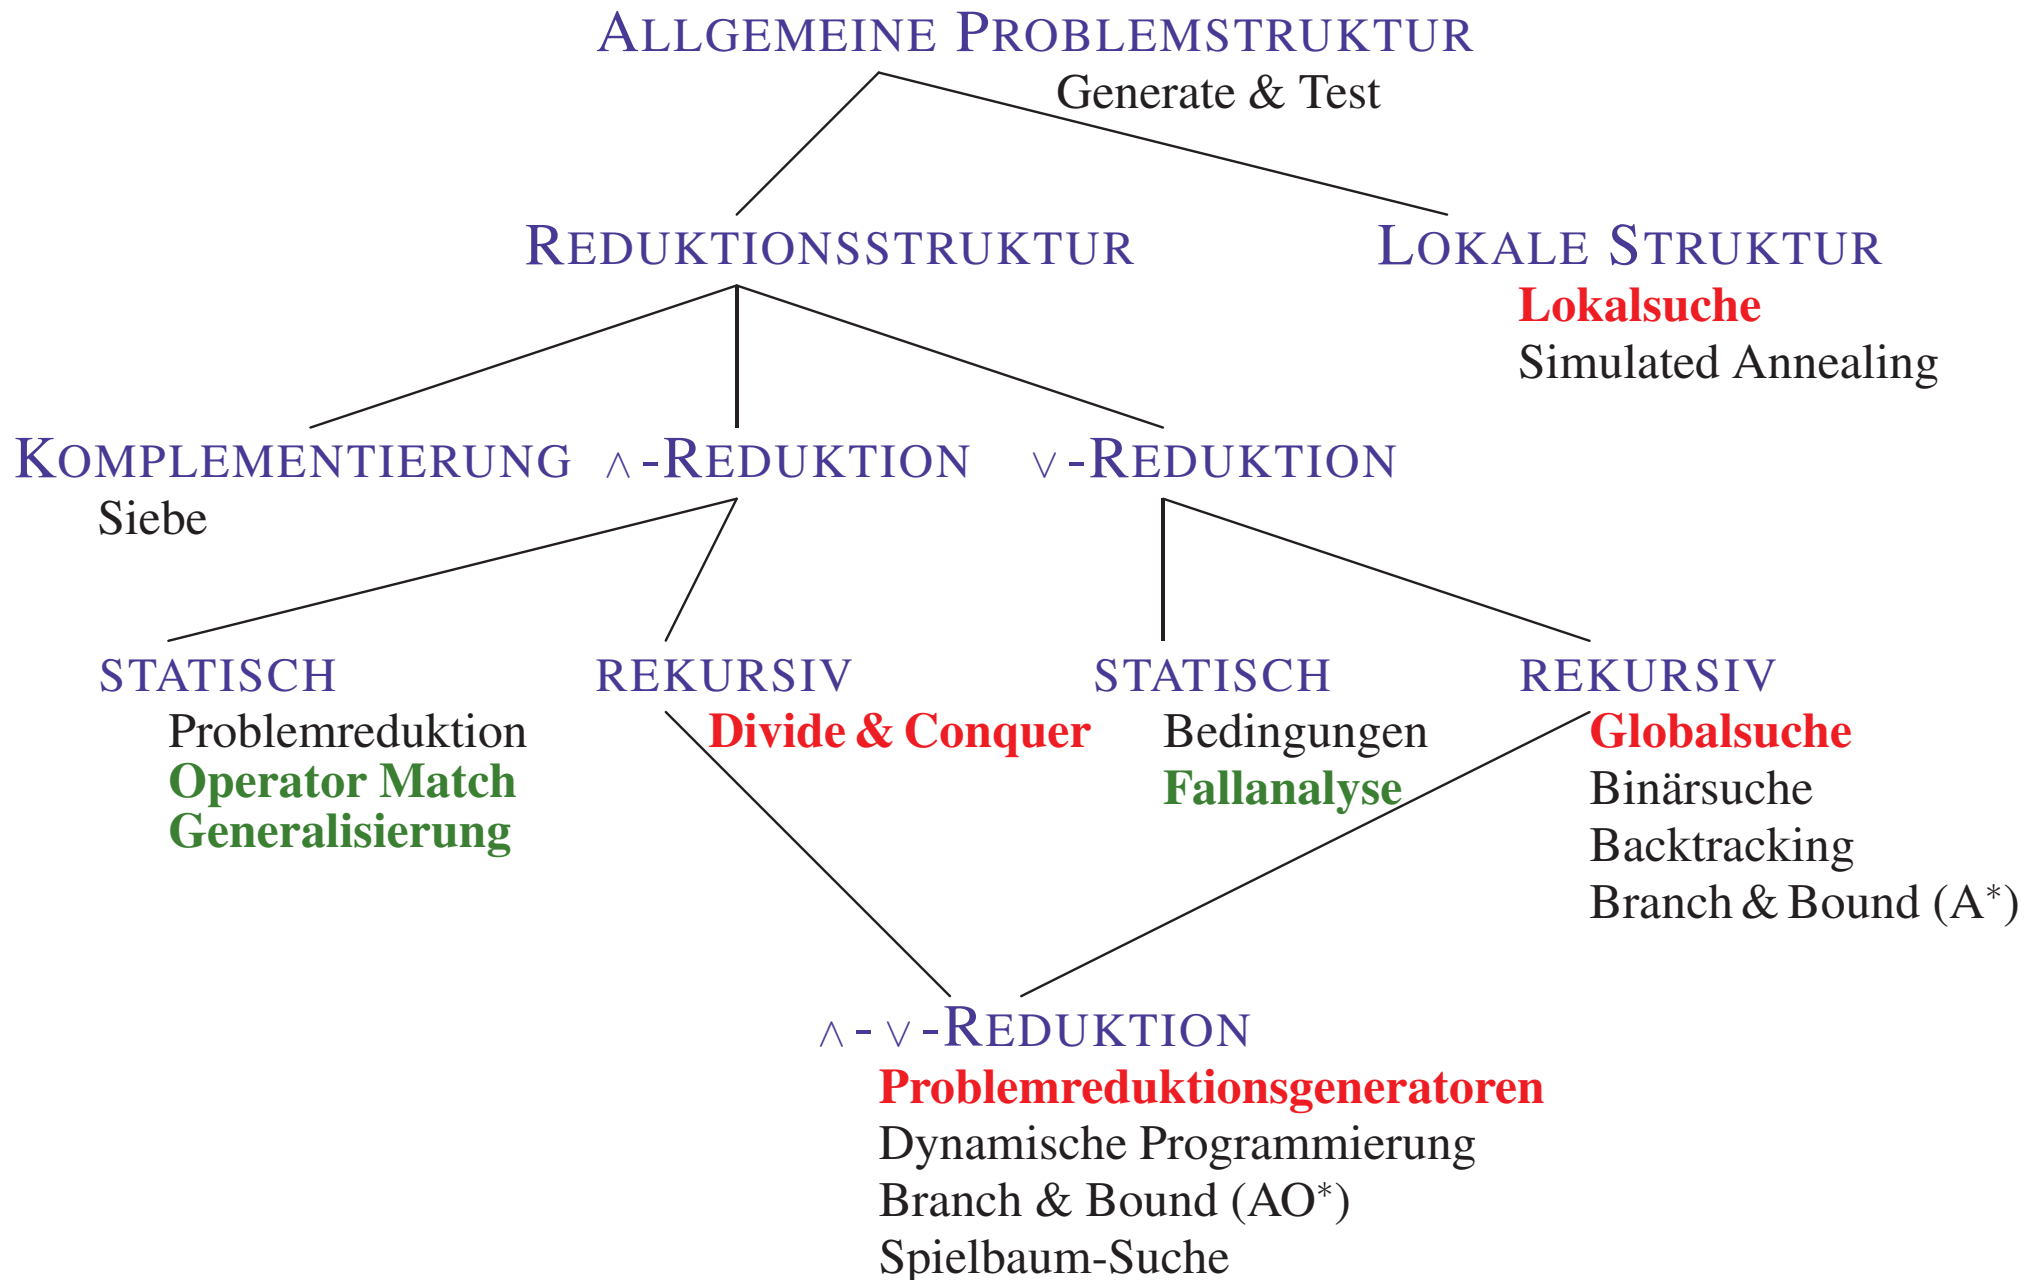 ALLGEMEINE PROBLEMSTRUKTUR
Generate & Test
REDUKTIONSSTRUKTUR
LOKALE STRUKTUR
Lokalsuche
Simulated Annealing
KOMPLEMENTIERUNG
Siebe
∧-REDUKTION
∨-REDUKTION
STATISCH
Problemreduktion
Operator Match
Generalisierung
REKURSIV
Divide & Conquer
STATISCH
Bedingungen
Fallanalyse
REKURSIV
Globalsuche
Binärsuche
Backtracking
Branch & Bound (A*)
∧-∨-REDUKTION
Problemreduktionsgeneratoren
Dynamische Programmierung
Branch & Bound (AO*)
Spielbaum-Suche